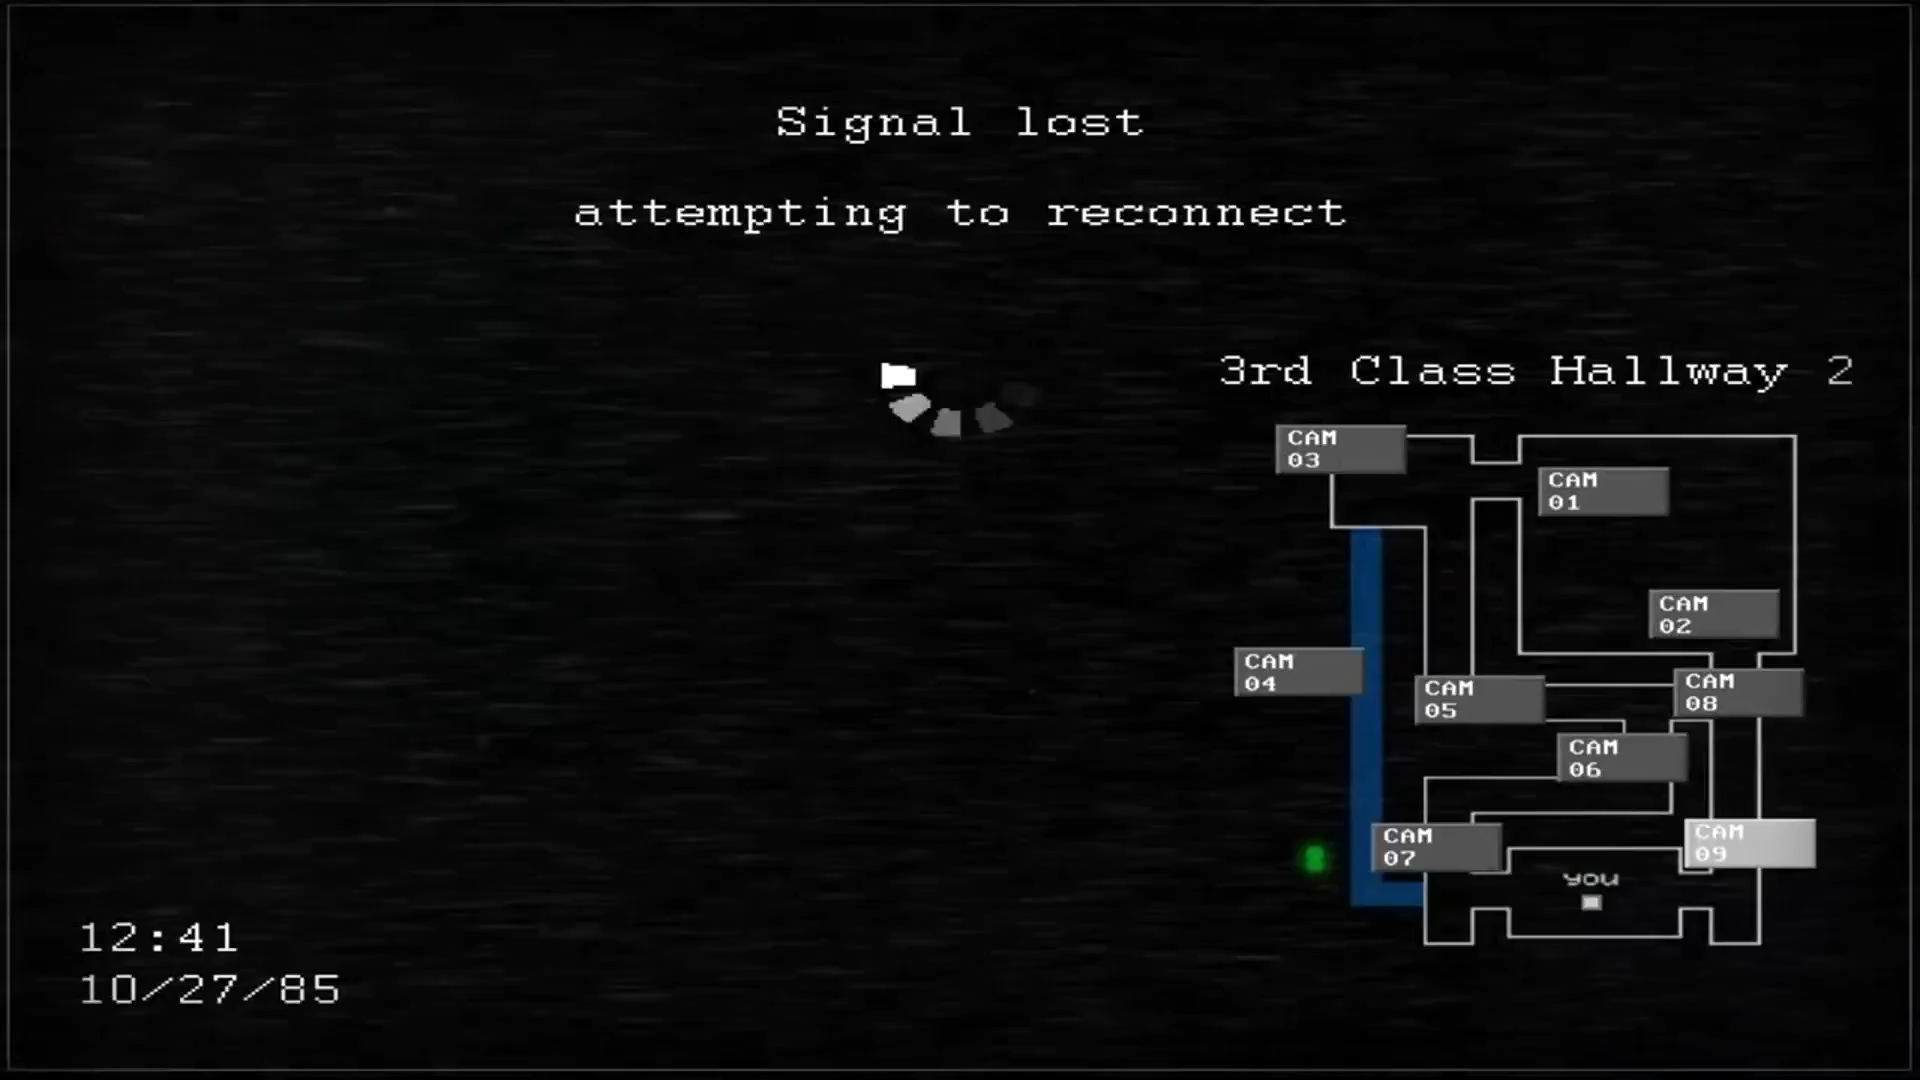 Signal lost
attempting to reconnect
3rd Class Hallway 2
CAM
03
CAM
01
CAM
02
CAM
04
CAM
05
CAM
08
CAM
06
CAM
07
CAM
09
you
12:41
10/27/85